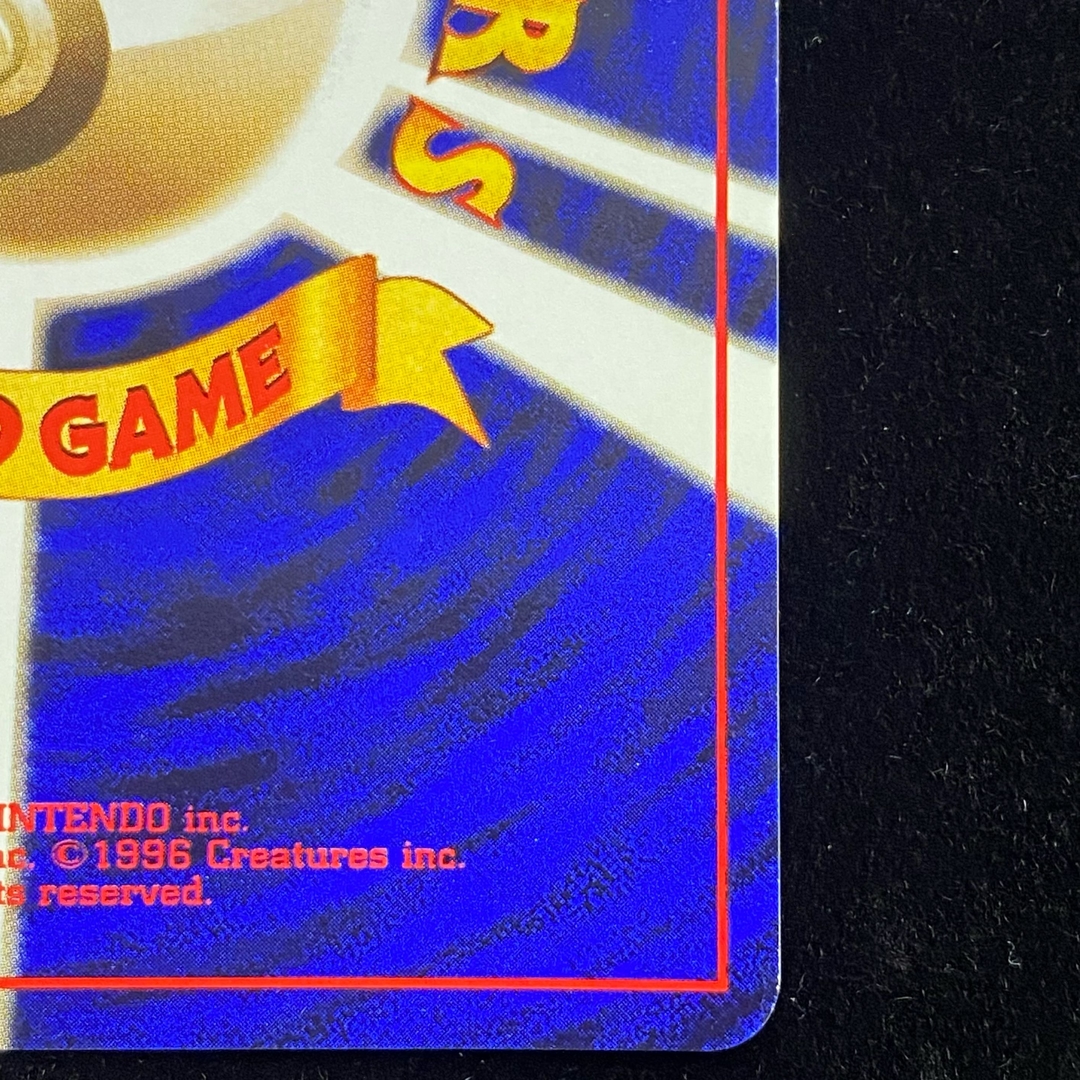 R
S
GAME
NINTENDO inc.
©1996 Creatures inc.
reserved.